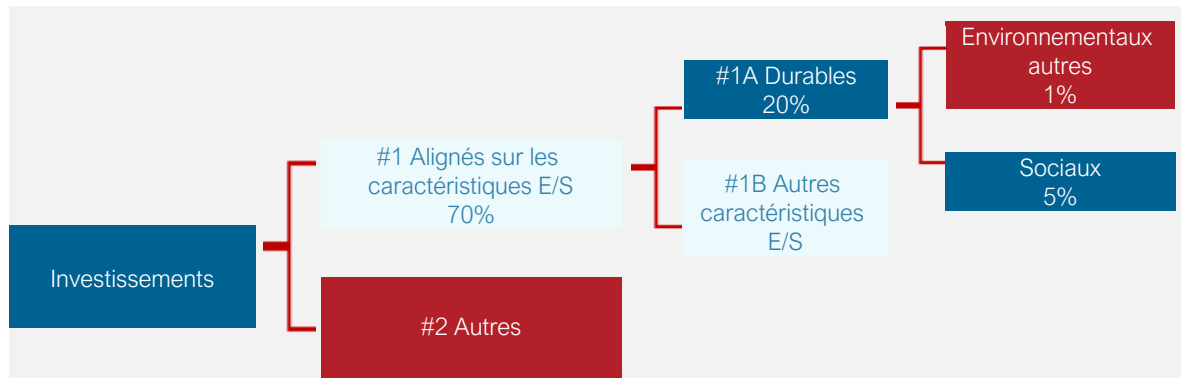 Investissements
#1 Alignés sur les
caractéristiques E/S
70%
#2 Autres
#1A Durables
20%
#1B Autres
caractéristiques
E/S
Environnementaux
autres
1%
Sociaux
5%